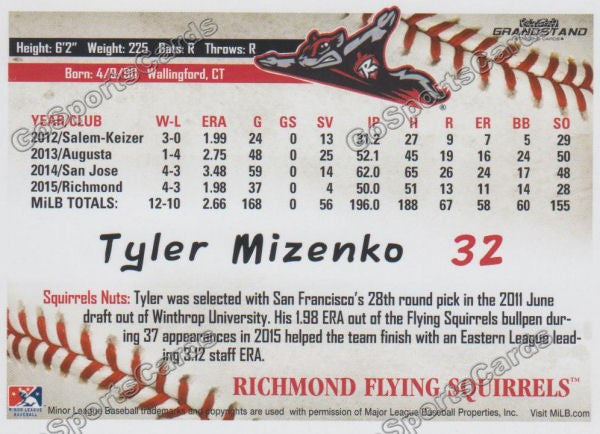 GRANDSTAND
CARDS
Height: 6'2" Weight: 225 Bats: R Throws: R
Born: 4/9/90 Wallingford, CT
R
YEAR/CLUB W-L ERA G GS SV IP H R ER BB SO
2012/Salem-Keizer 3-0 1.99 24 0 13 31.2 27 9 7 5 29
2013/Augusta 1-4 2.75 48 0 25 52.1 45 19 16 24 50
2014/San Jose 4-3 3.48 59 0 14 62.0 65 26 24 17 48
2015/Richmond 4-3 1.98 37 0 4 50.0 51 13 11 14 28
MiLB TOTALS: 12-10 2.66 168 0 56 196.0 188 67 58 60 155
Tyler Mizenko 32
Squirrels Nuts: Tyler was selected with San Francisco's 28th round pick in the 2011 June
draft out of Winthrop University. His 1.98 ERA out of the Flying Squirrels bullpen dur-
ing 37 appearances in 2015 helped the team finish with an Eastern League lead-
ing 3.12 staff ERA.
RICHMOND FLYING SQUIRRELS™
MINOR LEAGUE
BASEBALL
Minor League Baseball trademarks and copyrights are used with permission of Major League Baseball Properties, Inc. Visit MiLB.com
GoSportsCards